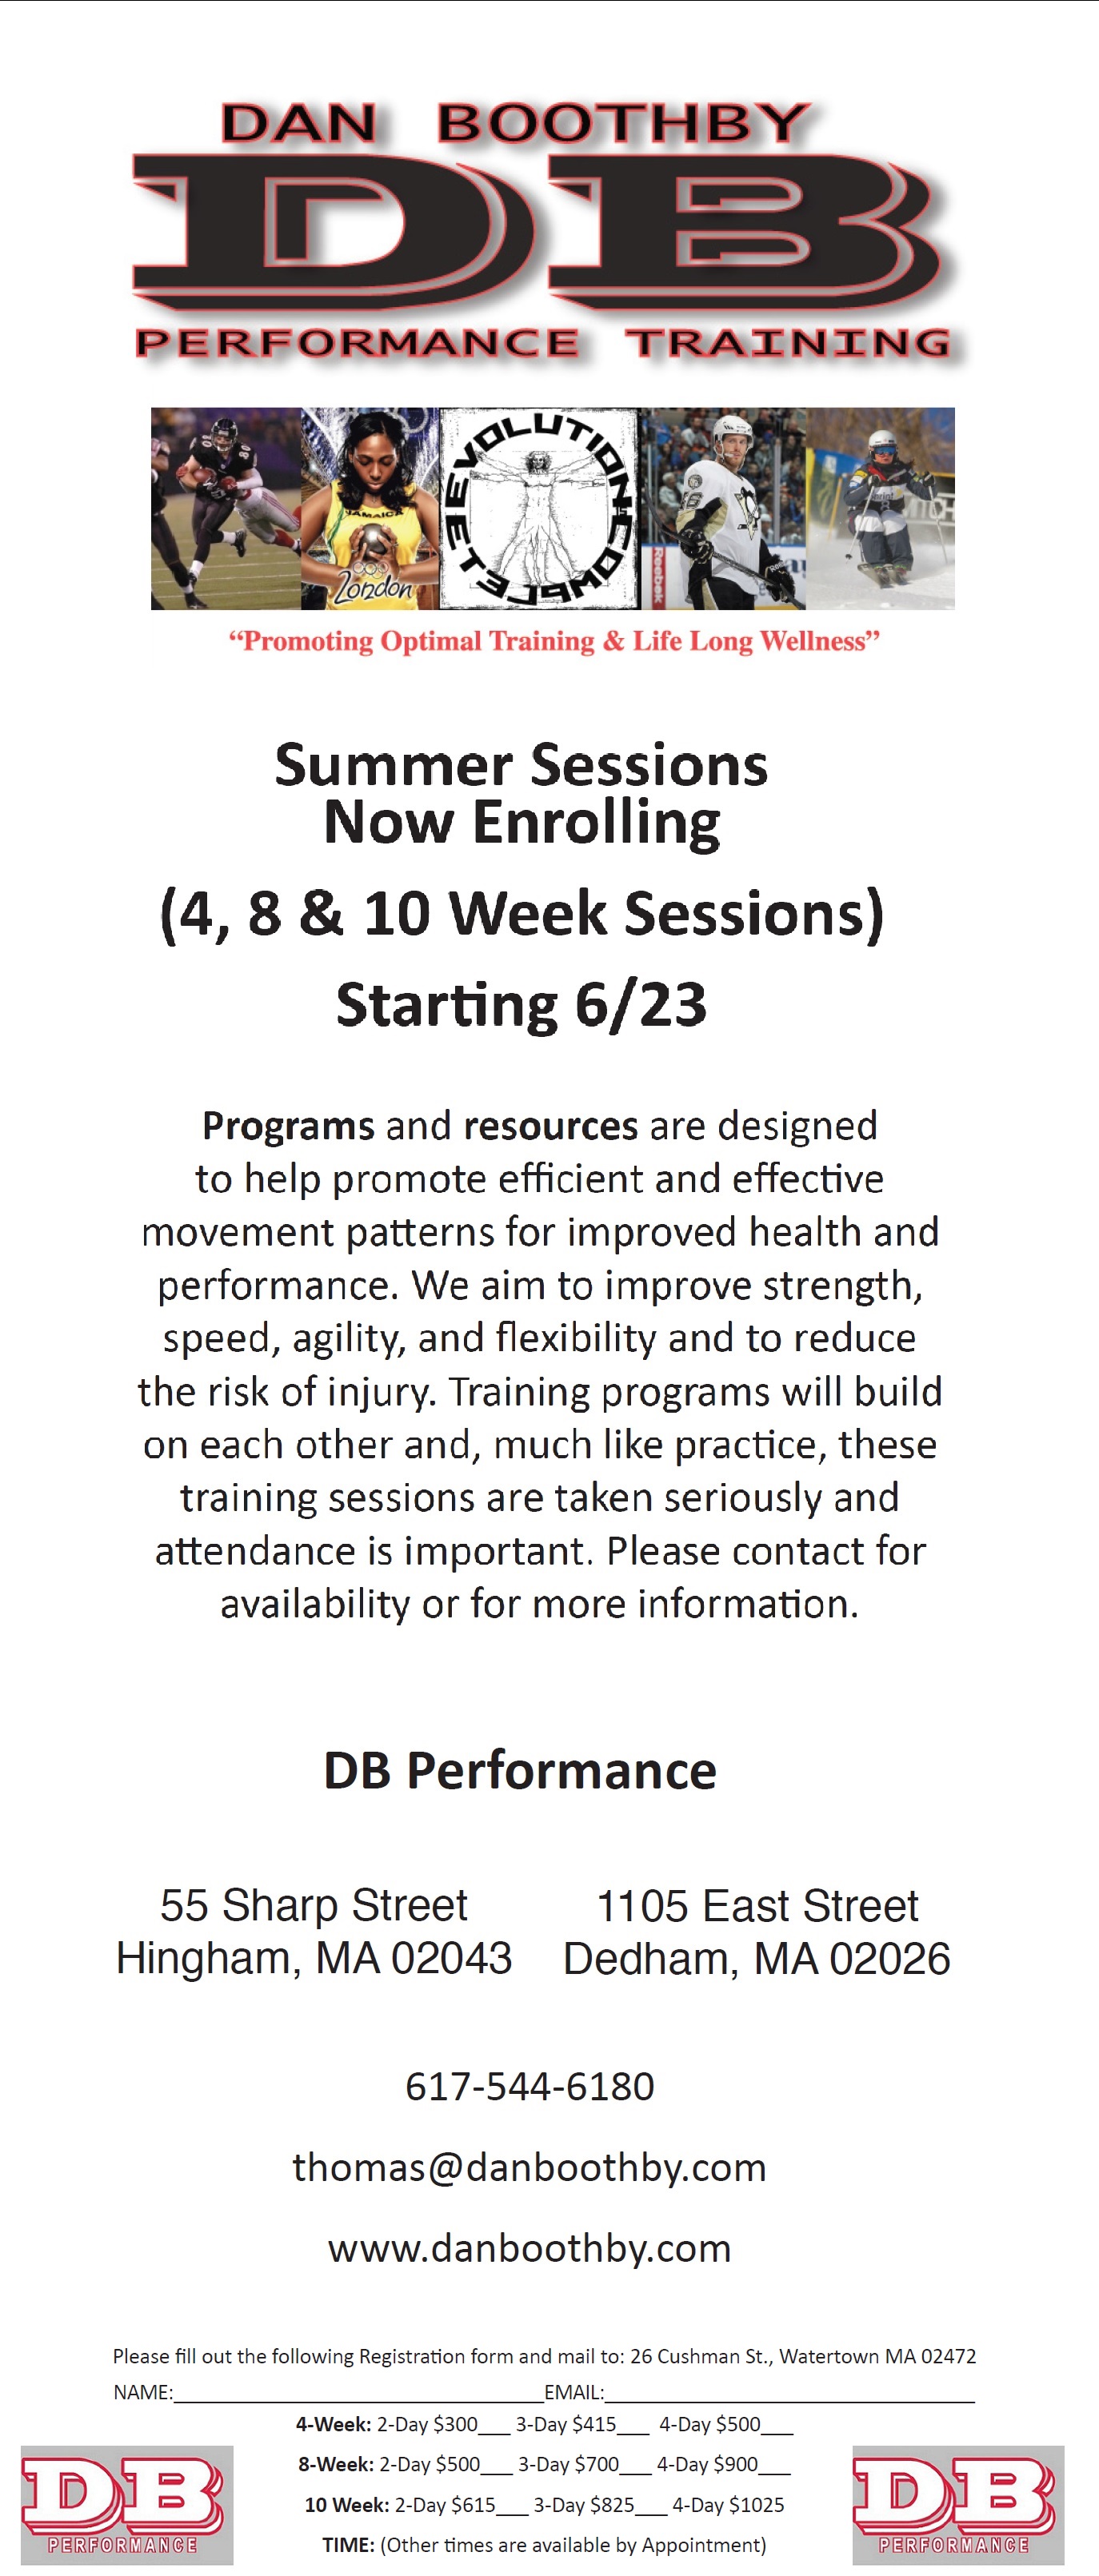 DAN BOOTHBY
DB
PERFORMANCE TRAINING
EVOLUTION IS
INCOMPLETE
JAMAICA
London
80
Reebok
“Promoting Optimal Training & Life Long Wellness”
Summer Sessions
Now Enrolling
(4, 8 & 10 Week Sessions)
Starting 6/23
Programs and resources are designed
to help promote efficient and effective
movement patterns for improved health and
performance. We aim to improve strength,
speed, agility, and flexibility and to reduce
the risk of injury. Training programs will build
on each other and, much like practice, these
training sessions are taken seriously and
attendance is important. Please contact for
availability or for more information.
DB Performance
55 Sharp Street
Hingham, MA 02043
1105 East Street
Dedham, MA 02026
617-544-6180
thomas@danboothby.com
www.danboothby.com
Please fill out the following Registration form and mail to: 26 Cushman St., Watertown MA 02472
NAME:__________________________________EMAIL:__________________________________
4-Week: 2-Day $300___ 3-Day $415___ 4-Day $500___
8-Week: 2-Day $500___ 3-Day $700___ 4-Day $900___
10 Week: 2-Day $615___ 3-Day $825___ 4-Day $1025
TIME: (Other times are available by Appointment)
DB
PERFORMANCE
DB
PERFORMANCE